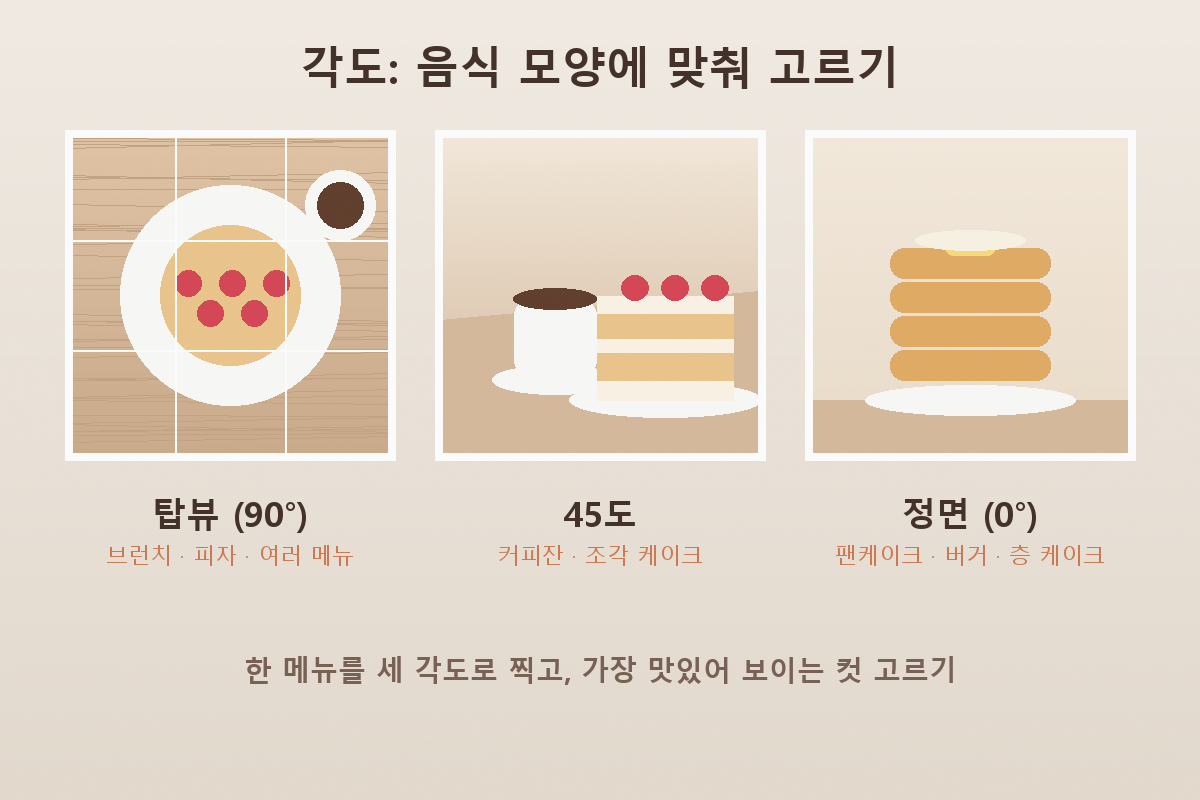 각도: 음식 모양에 맞춰 고르기
탑뷰 (90°)
브런치 · 피자 · 여러 메뉴
45도
커피잔 · 조각 케이크
정면 (0°)
팬케이크 · 버거 · 층 케이크
한 메뉴를 세 각도로 찍고, 가장 맛있어 보이는 컷 고르기